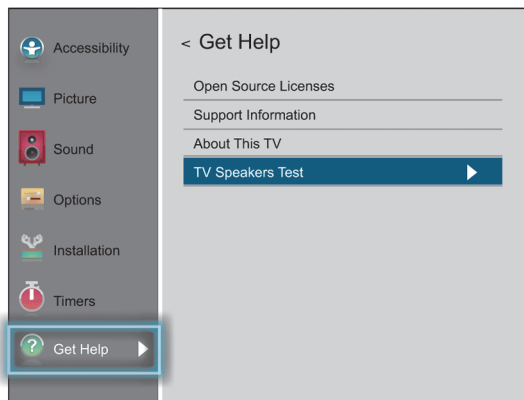 Accessibility
Picture
Sound
Options
Installation
Timers
? Get Help
< Get Help
Open Source Licenses
Support Information
About This TV
TV Speakers Test